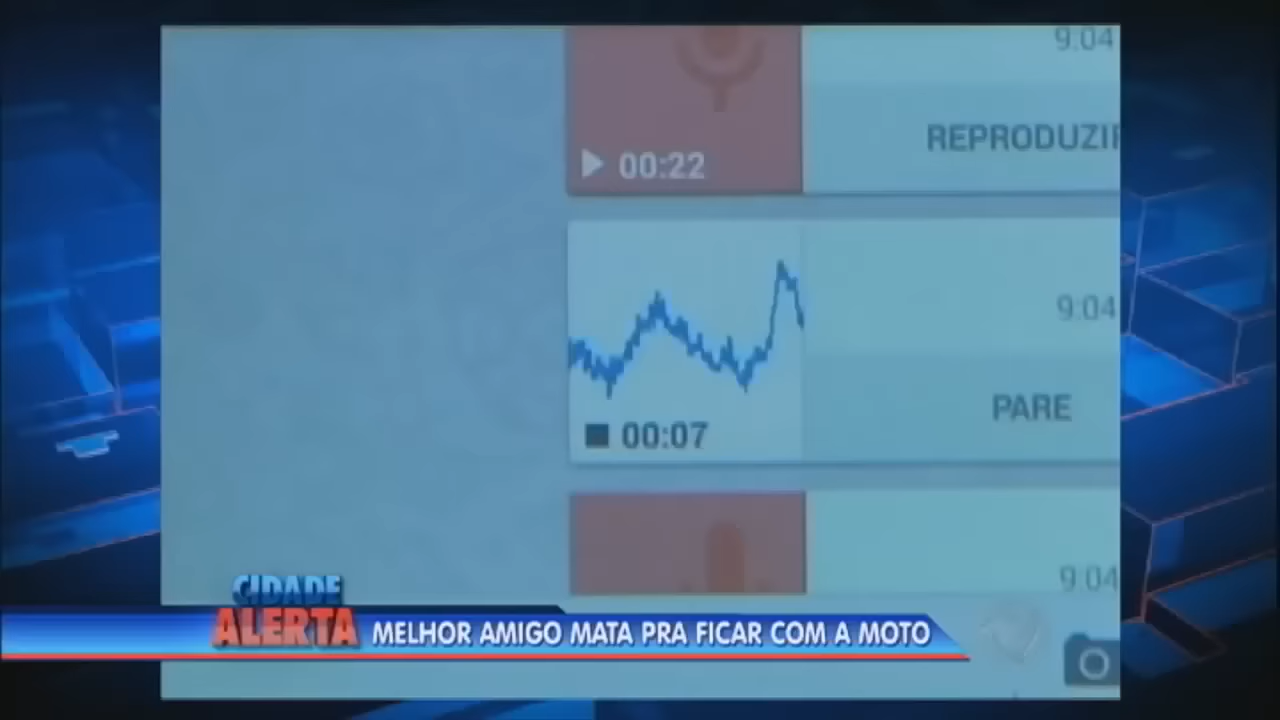 9:04
REPRODUZIR
00:22
9:04
PARE
00:07
9:04
CIDADE
ALERTA
MELHOR AMIGO MATA PRA FICAR COM A MOTO